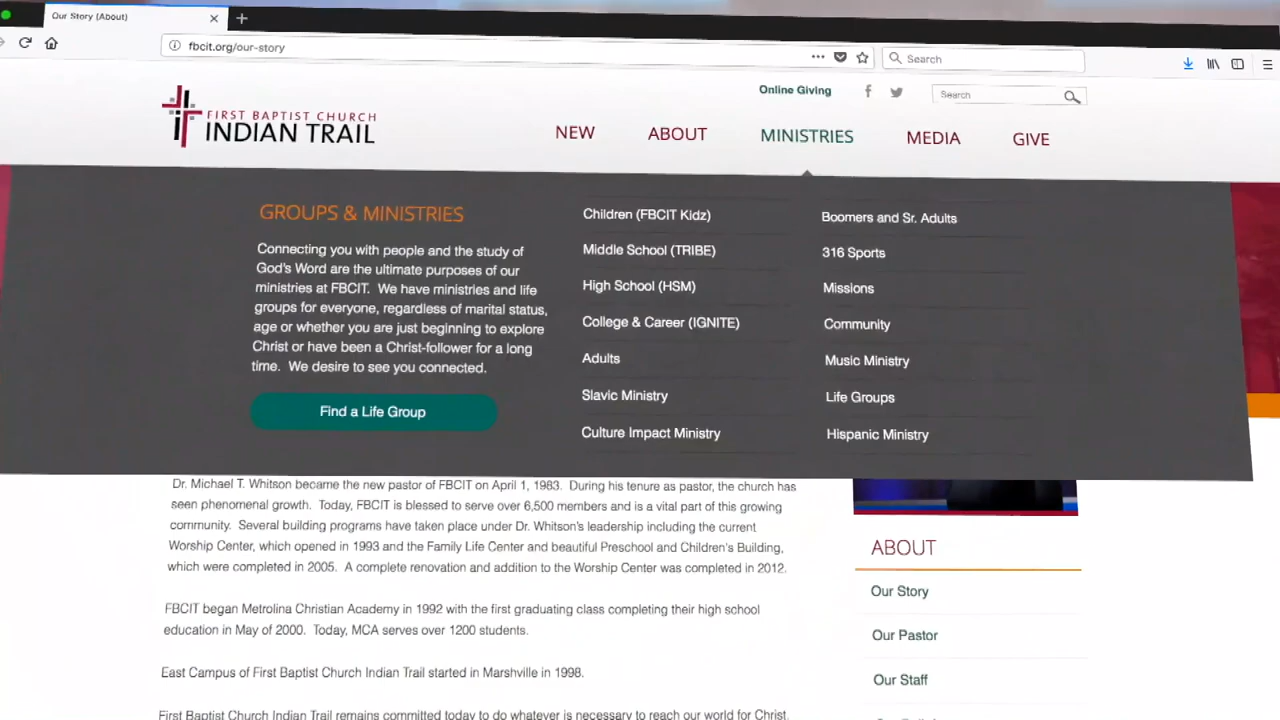 Our Story (About)
fbcit.org/our-story
Search
Online Giving
Search
FIRST BAPTIST CHURCH
INDIAN TRAIL
NEW ABOUT MINISTRIES MEDIA GIVE
GROUPS & MINISTRIES
Connecting you with people and the study of
God's Word are the ultimate purposes of our
ministries at FBCIT. We have ministries and life
groups for everyone, regardless of marital status,
age or whether you are just beginning to explore
Christ or have been a Christ-follower for a long
time. We desire to see you connected.
Find a Life Group
Children (FBCIT Kidz)
Middle School (TRIBE)
High School (HSM)
College & Career (IGNITE)
Adults
Slavic Ministry
Culture Impact Ministry
Boomers and Sr. Adults
316 Sports
Missions
Community
Music Ministry
Life Groups
Hispanic Ministry
Dr. Michael T. Whitson became the new pastor of FBCIT on April 1, 1983. During his tenure as pastor, the church has
seen phenomenal growth. Today, FBCIT is blessed to serve over 6,500 members and is a vital part of this growing
community. Several building programs have taken place under Dr. Whitson's leadership including the current
Worship Center, which opened in 1993 and the Family Life Center and beautiful Preschool and Children's Building,
which were completed in 2005. A complete renovation and addition to the Worship Center was completed in 2012.
FBCIT began Metrolina Christian Academy in 1992 with the first graduating class completing their high school
education in May of 2000. Today, MCA serves over 1200 students.
East Campus of First Baptist Church Indian Trail started in Marshville in 1998.
First Baptist Church Indian Trail remains committed today to do whatever is necessary to reach our world for Christ.
ABOUT
Our Story
Our Pastor
Our Staff